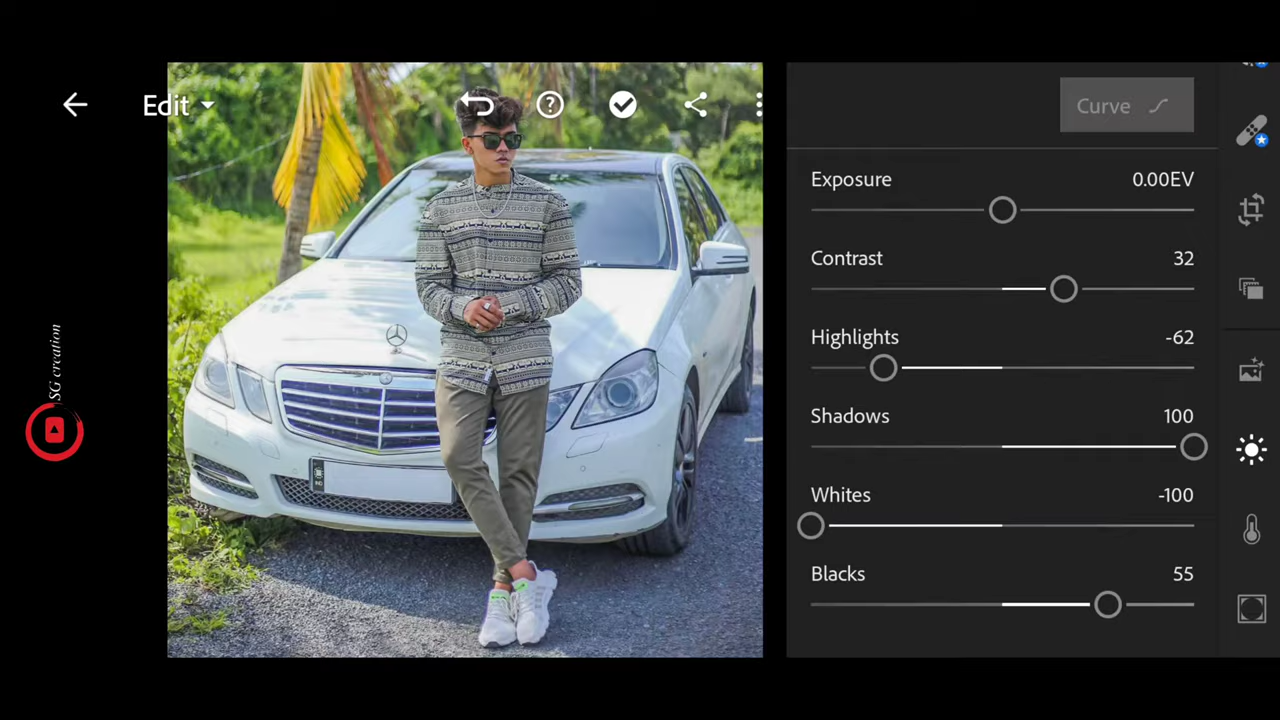 Edit
Curve
Exposure 0.00EV
Contrast 32
Highlights -62
Shadows 100
Whites -100
Blacks 55
SG creation